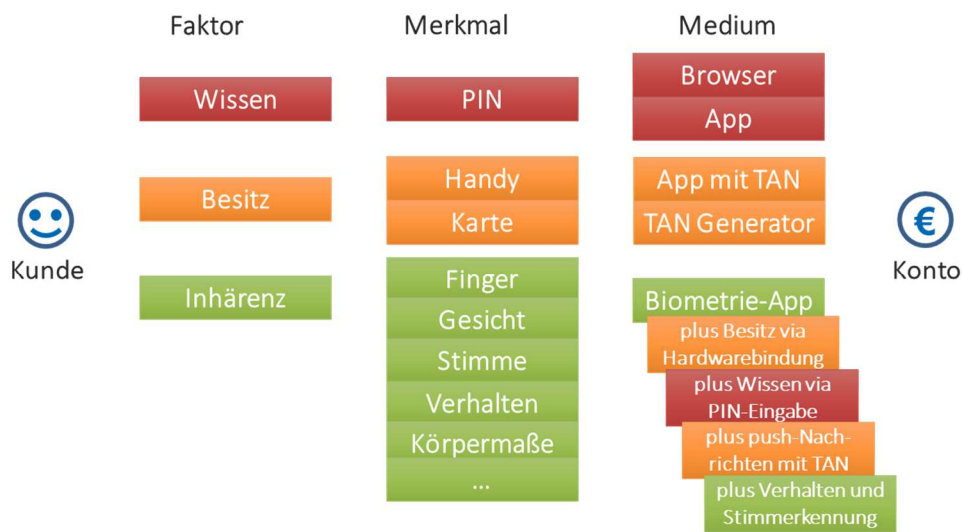 Faktor
Merkmal
Medium
Wissen
PIN
Browser
App
Besitz
Handy
Karte
App mit TAN
TAN Generator
Kunde
€
Konto
Inhärenz
Finger
Gesicht
Stimme
Verhalten
Körpermaße
...
Biometrie-App
plus Besitz via
Hardwarebindung
plus Wissen via
PIN-Eingabe
plus push-Nach-
richten mit TAN
plus Verhalten und
Stimmerkennung